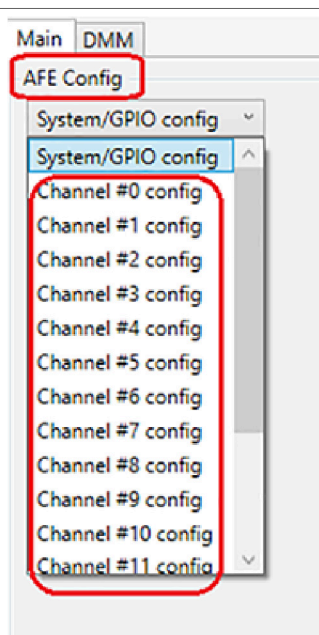 Main DMM
AFE Config
System/GPIO config
System/GPIO config
Channel #0 config
Channel #1 config
Channel #2 config
Channel #3 config
Channel #4 config
Channel #5 config
Channel #6 config
Channel #7 config
Channel #8 config
Channel #9 config
Channel #10 config
Channel #11 config